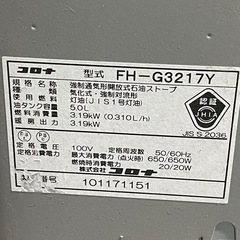 コロナ 型式 FH-G3217Y
規格名 強制通気形開放式石油ストーブ
種類 気化式・強制対流形
使用燃料 灯油(JIS1号灯油)
油タンク容量 5.0L
燃料消費量 3.19kW (0.310L/h)
暖房出力 3.19kW
認証
JHIA
JIS S 2036
定格電圧 100V 定格周波数 50/60Hz
定格消費電力 最大消費電力(点火時) 650/650W
燃焼時消費電力 20/20W
株式会社コロナ
製造番号 101171151